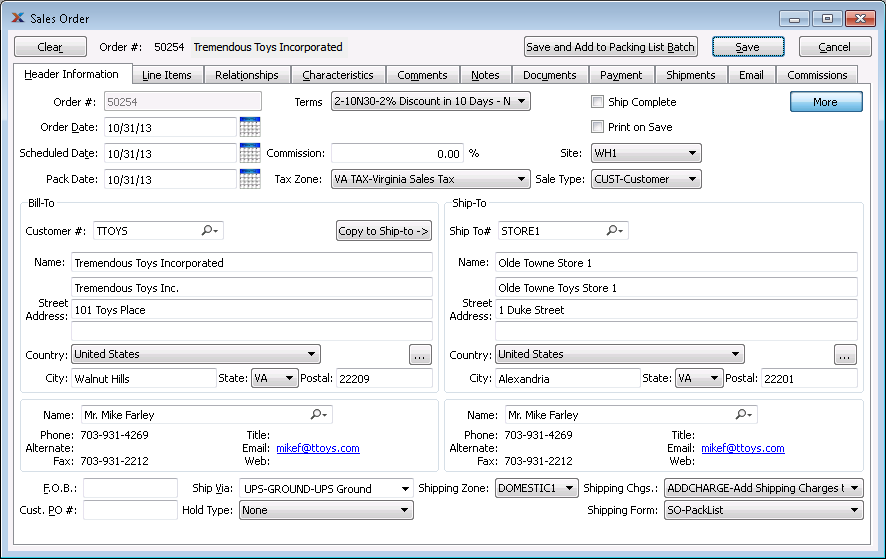 Sales Order
Clear Order #: 50254 Tremendous Toys Incorporated Save and Add to Packing List Batch Save Cancel
Header Information Line Items Relationships Characteristics Comments Notes Documents Payment Shipments Email Commissions
Order #: 50254 Terms 2-10N30-2% Discount in 10 Days - N Ship Complete More
Order Date: 10/31/13 Print on Save
Scheduled Date: 10/31/13 Commission: 0.00 % Site: WH1
Pack Date: 10/31/13 Tax Zone: VA TAX-Virginia Sales Tax Sale Type: CUST-Customer
Bill-To
Customer #: TTOYS Copy to Ship-to ->
Name: Tremendous Toys Incorporated
Tremendous Toys Inc.
Street Address: 101 Toys Place
Country: United States ...
City: Walnut Hills State: VA Postal: 22209
Ship-To
Ship To# STORE1
Name: Olde Towne Store 1
Olde Towne Toys Store 1
Street Address: 1 Duke Street
Country: United States ...
City: Alexandria State: VA Postal: 22201
Name: Mr. Mike Farley
Phone: 703-931-4269 Title:
Alternate: Email: mikef@ttoys.com
Fax: 703-931-2212 Web:
Name: Mr. Mike Farley
Phone: 703-931-4269 Title:
Alternate: Email: mikef@ttoys.com
Fax: 703-931-2212 Web:
F.O.B.: Ship Via: UPS-GROUND-UPS Ground Shipping Zone: DOMESTIC1 Shipping Chgs.: ADDCHARGE-Add Shipping Charges t
Cust. PO #: Hold Type: None Shipping Form: SO-PackList